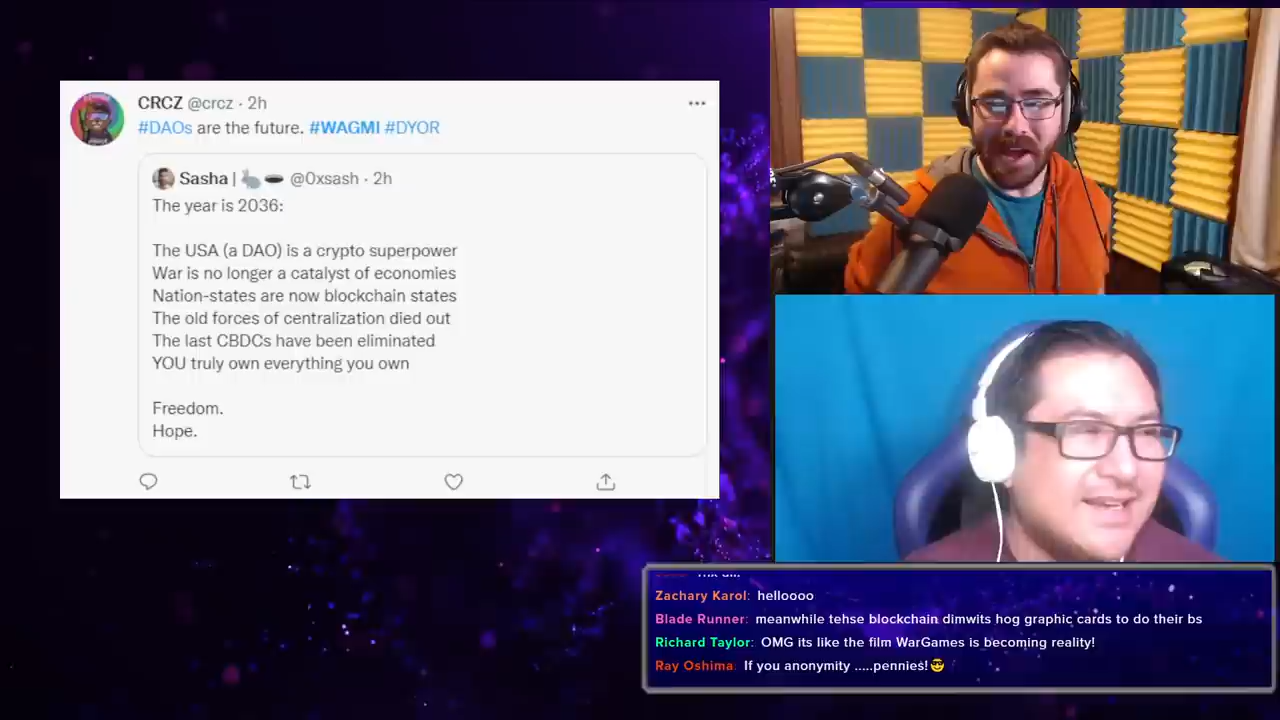 CRCZ @crcz · 2h
#DAOs are the future. #WAGMI #DYOR
Sasha | 🐇🕳️ @0xsash · 2h
The year is 2036:
The USA (a DAO) is a crypto superpower
War is no longer a catalyst of economies
Nation-states are now blockchain states
The old forces of centralization died out
The last CBDCs have been eliminated
YOU truly own everything you own
Freedom.
Hope.
Zachary Karol: helloooo
Blade Runner: meanwhile tehse blockchain dimwits hog graphic cards to do their bs
Richard Taylor: OMG its like the film WarGames is becoming reality!
Ray Oshima: If you anonymity .....pennies!😎